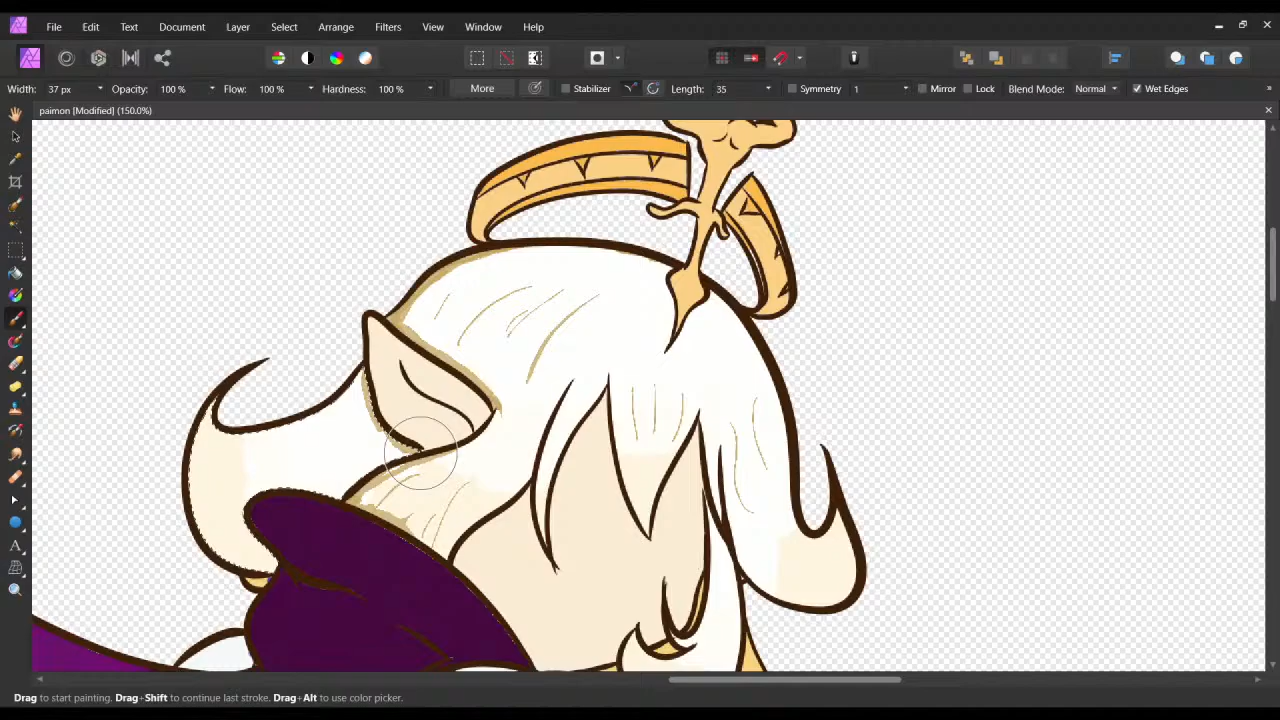 File Edit Text Document Layer Select Arrange Filters View Window Help
Width: 37 px Opacity: 100 % Flow: 100 % Hardness: 100 % More Stabilizer Length: 35 Symmetry 1 Mirror Lock Blend Mode: Normal Wet Edges »
paimon [Modified] (150.0%)
Drag to start painting. Drag+Shift to continue last stroke. Drag+Alt to use color picker.